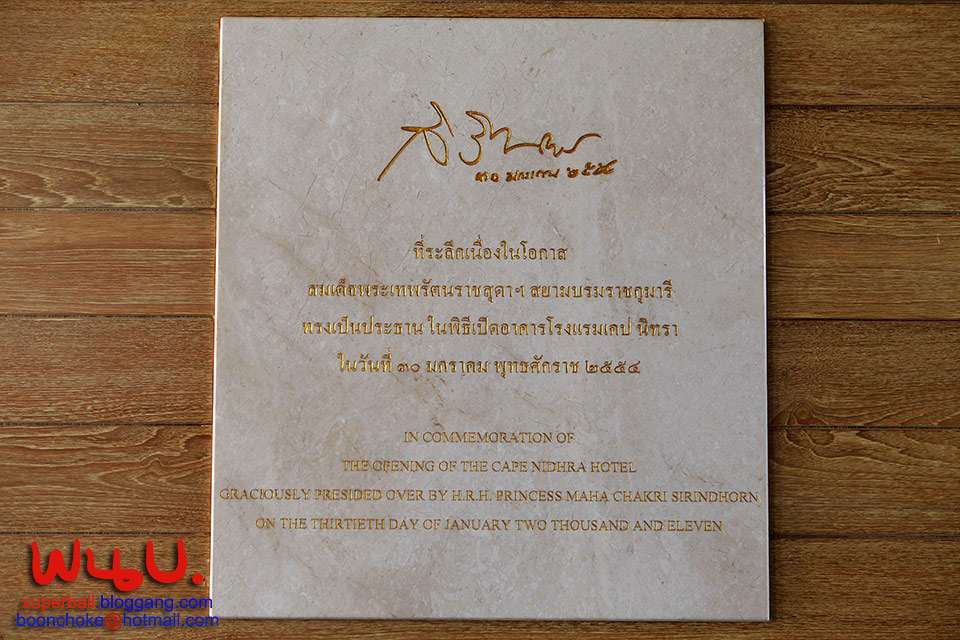 สิรินธร
๓๐ มกราคม ๒๕๕๔
ที่ระลึกเนื่องในโอกาส
สมเด็จพระเทพรัตนราชสุดาฯ สยามบรมราชกุมารี
ทรงเป็นประธาน ในพิธีเปิดอาคารโรงแรมเคป นิทรา
ในวันที่ ๓๐ มกราคม พุทธศักราช ๒๕๕๔
IN COMMEMORATION OF
THE OPENING OF THE CAPE NIDHRA HOTEL
GRACIOUSLY PRESIDED OVER BY H.R.H. PRINCESS MAHA CHAKRI SIRINDHORN
ON THE THIRTIETH DAY OF JANUARY TWO THOUSAND AND ELEVEN
พนบ.
superball.bloggang.com
boonchoke@hotmail.com